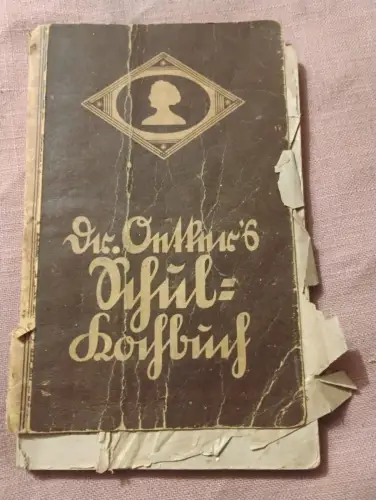 Dr. Oetker's
Schul=
Kochbuch